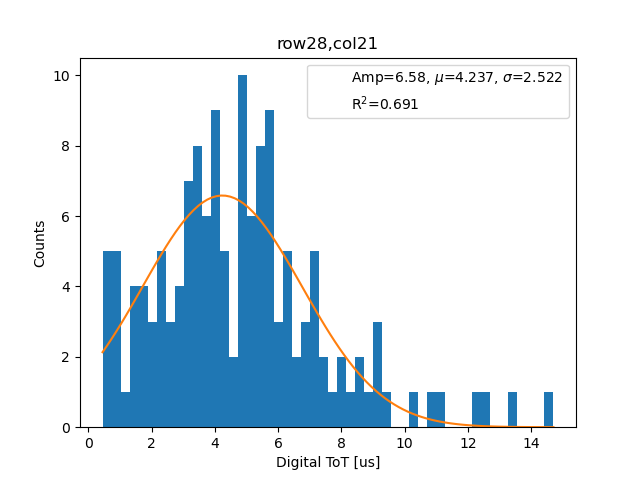 row28,col21
Amp=6.58, μ=4.237, σ=2.522
R²=0.691
Counts
10
8
6
4
2
0
0 2 4 6 8 10 12 14
Digital ToT [us]